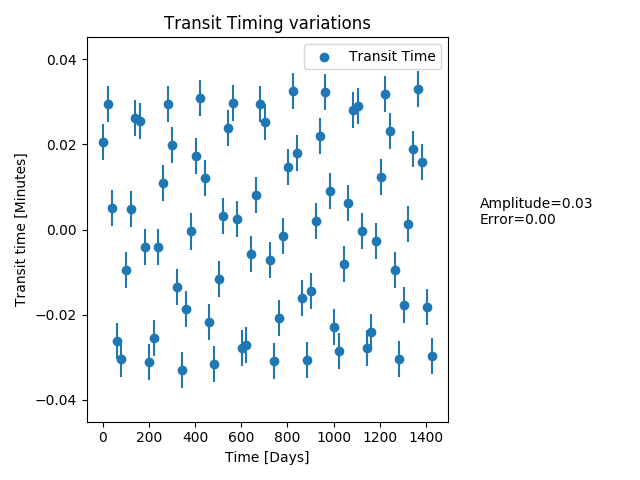 Transit Timing variations
Transit Time
0.04
0.02
0.00
−0.02
−0.04
Transit time [Minutes]
0
200
400
600
800
1000
1200
1400
Time [Days]
Amplitude=0.03
Error=0.00